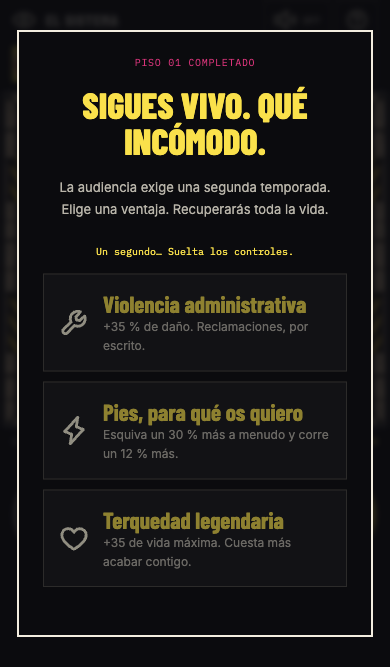 EL SISTEMA
PISO 01 COMPLETADO
SIGUES VIVO. QUÉ
INCÓMODO.
La audiencia exige una segunda temporada.
Elige una ventaja. Recuperarás toda la vida.
Un segundo… Suelta los controles.
Violencia administrativa
+35 % de daño. Reclamaciones, por
escrito.
Pies, para qué os quiero
Esquiva un 30 % más a menudo y corre
un 12 % más.
Terquedad legendaria
+35 de vida máxima. Cuesta más
acabar contigo.